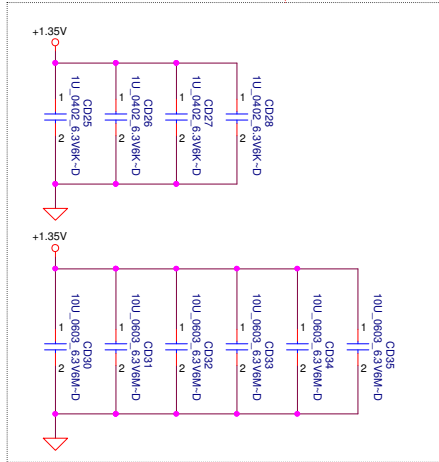 +1.35V
1
2
CD25
1U_0402_6.3V6K~D
1
2
CD26
1U_0402_6.3V6K~D
1
2
CD27
1U_0402_6.3V6K~D
1
2
CD28
1U_0402_6.3V6K~D
+1.35V
1
2
CD30
10U_0603_6.3V6M~D
1
2
CD31
10U_0603_6.3V6M~D
1
2
CD32
10U_0603_6.3V6M~D
1
2
CD33
10U_0603_6.3V6M~D
1
2
CD34
10U_0603_6.3V6M~D
1
2
CD35
10U_0603_6.3V6M~D